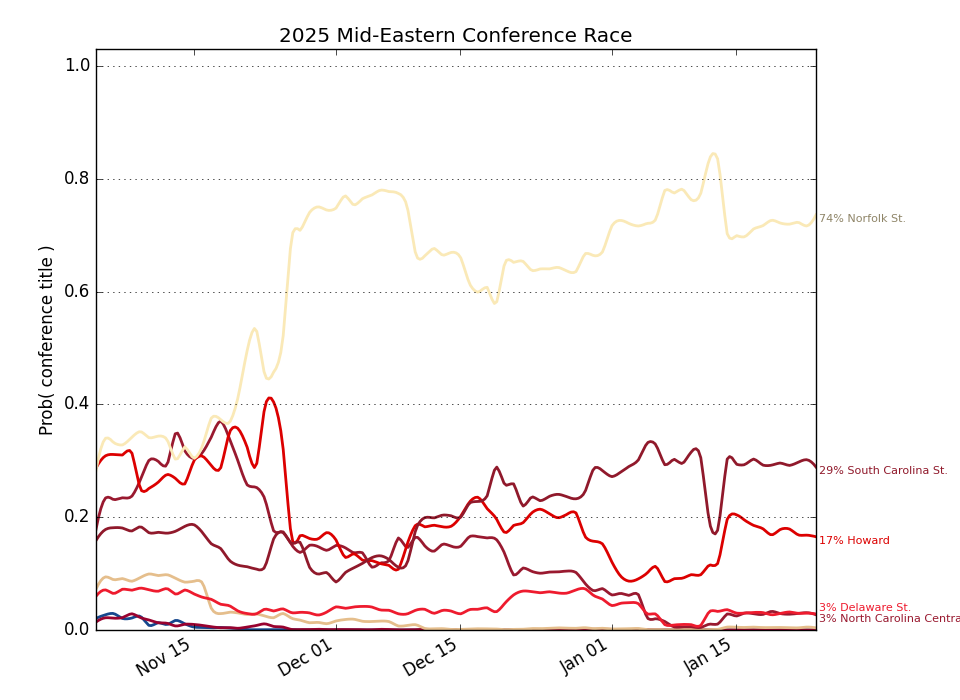 2025 Mid-Eastern Conference Race
1.0
0.8
0.6
0.4
0.2
0.0
Prob( conference title )
Nov 15
Dec 01
Dec 15
Jan 01
Jan 15
74% Norfolk St.
29% South Carolina St.
17% Howard
3% Delaware St.
3% North Carolina Centra